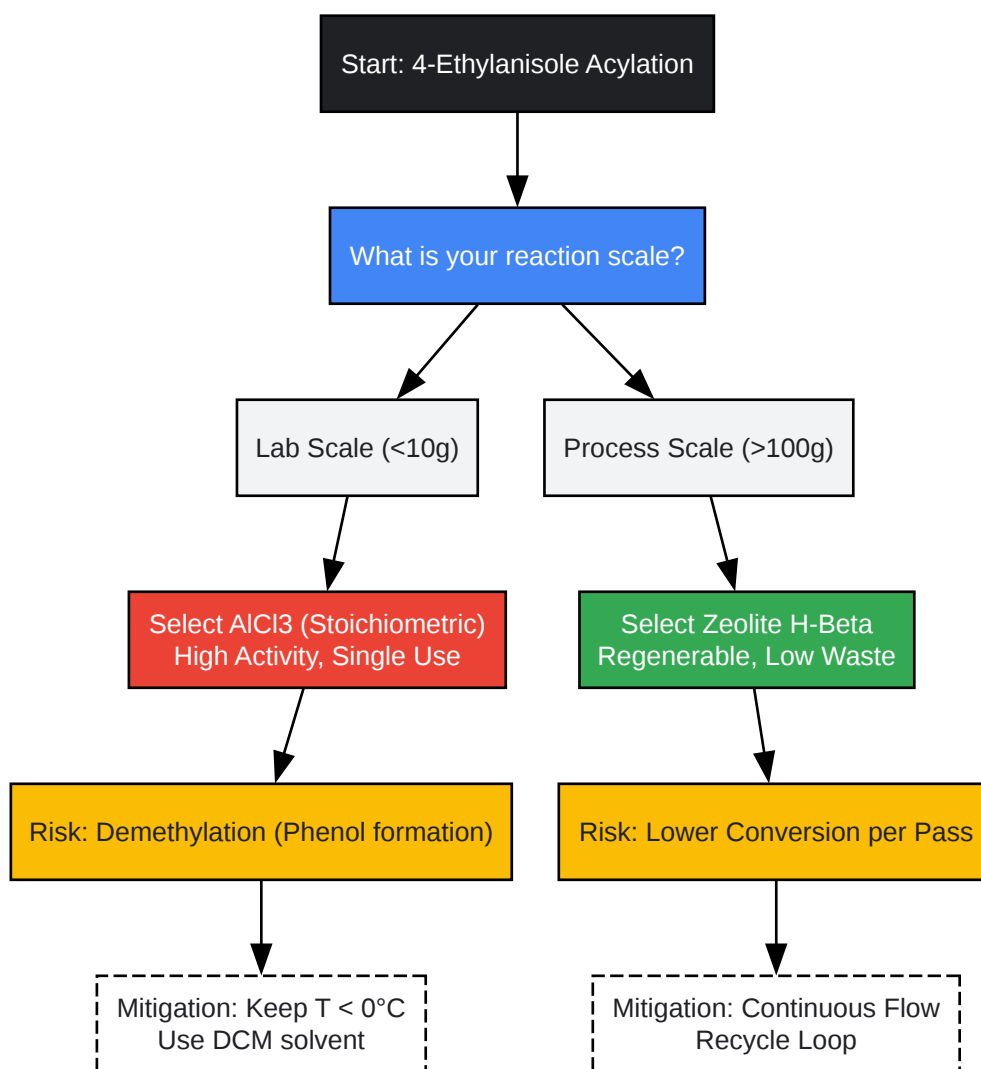 Start: 4-Ethylanisole Acylation
What is your reaction scale?
Lab Scale (<10g)
Process Scale (>100g)
Select AlCl3 (Stoichiometric)
High Activity, Single Use
Select Zeolite H-Beta
Regenerable, Low Waste
Risk: Demethylation (Phenol formation)
Risk: Lower Conversion per Pass
Mitigation: Keep T < 0°C
Use DCM solvent
Mitigation: Continuous Flow
Recycle Loop